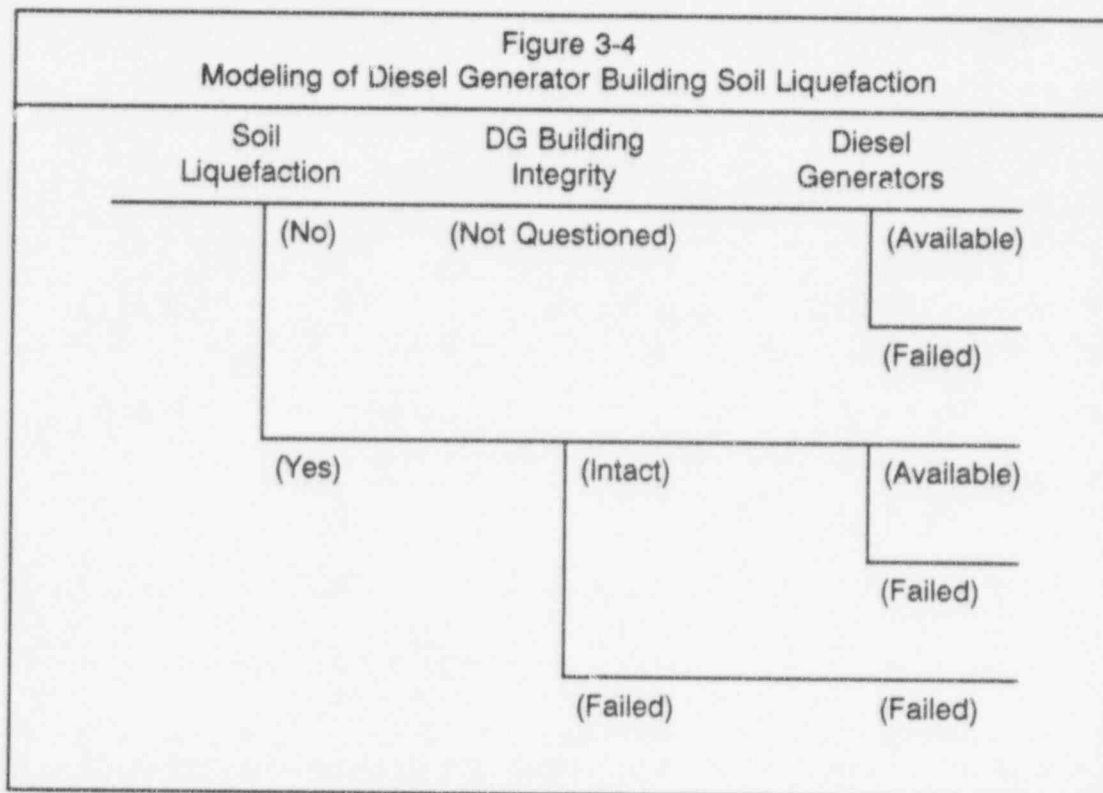 Figure 3-4
Modeling of Diesel Generator Building Soil Liquefaction
Soil DG Building Diesel
Liquefaction Integrity Generators
(No) (Not Questioned) (Available)
(Failed)
(Yes) (Intact) (Available)
(Failed)
(Failed) (Failed)